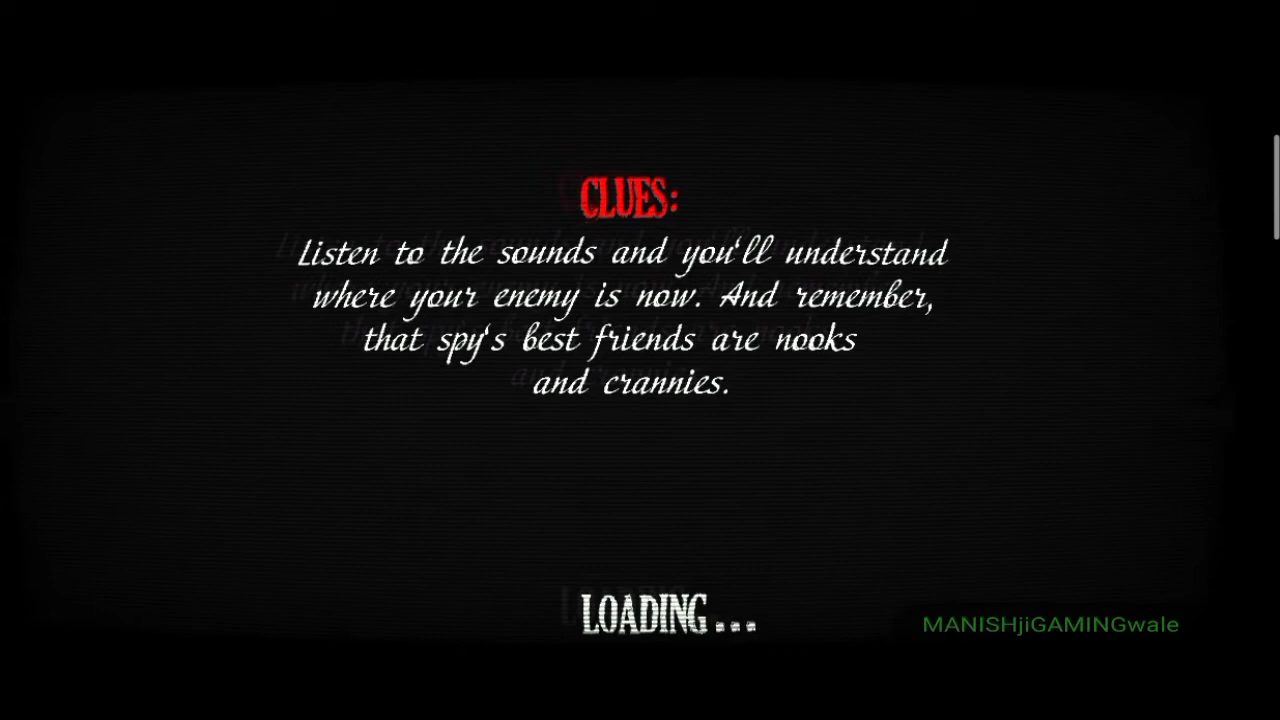 CLUES:
Listen to the sounds and you'll understand
where your enemy is now. And remember,
that spy's best friends are nooks
and crannies.
LOADING...
MANISHjiGAMINGwale